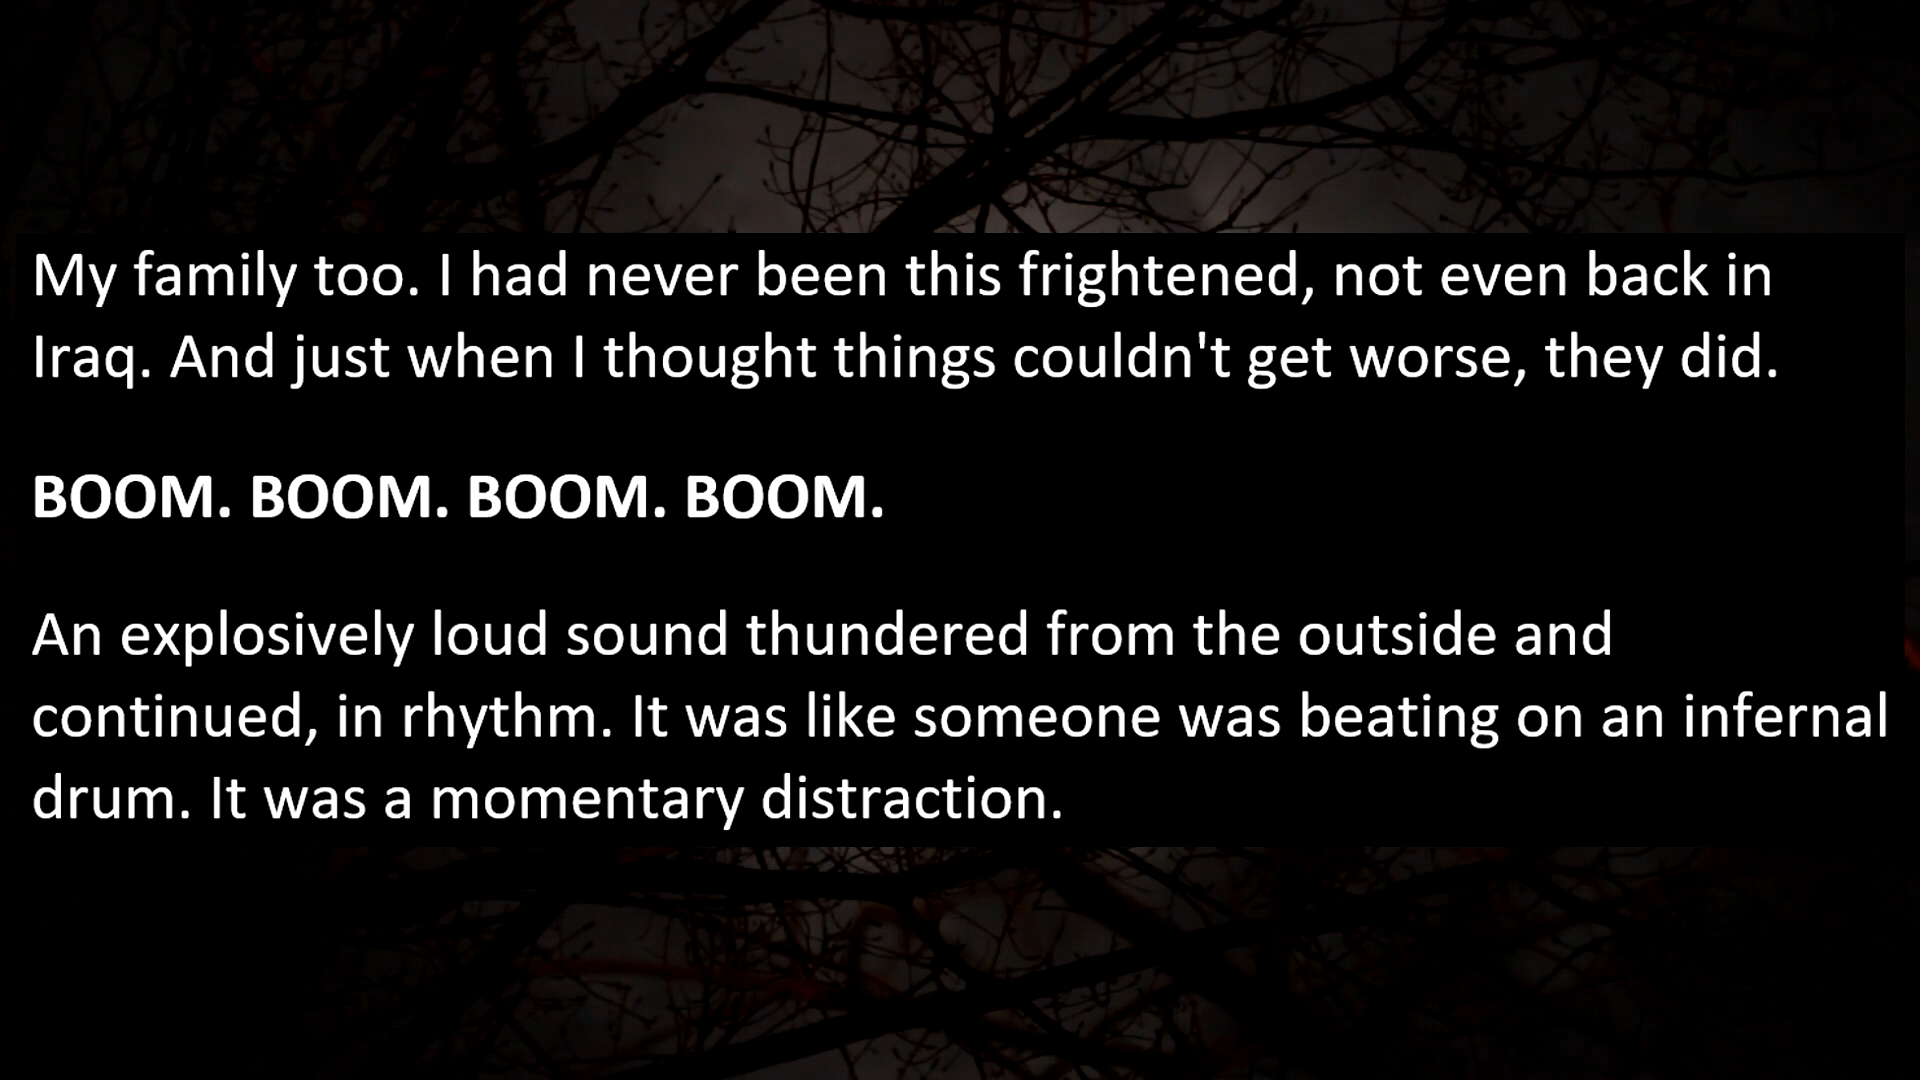 My family too. I had never been this frightened, not even back in
Iraq. And just when I thought things couldn't get worse, they did.
BOOM. BOOM. BOOM. BOOM.
An explosively loud sound thundered from the outside and
continued, in rhythm. It was like someone was beating on an infernal
drum. It was a momentary distraction.